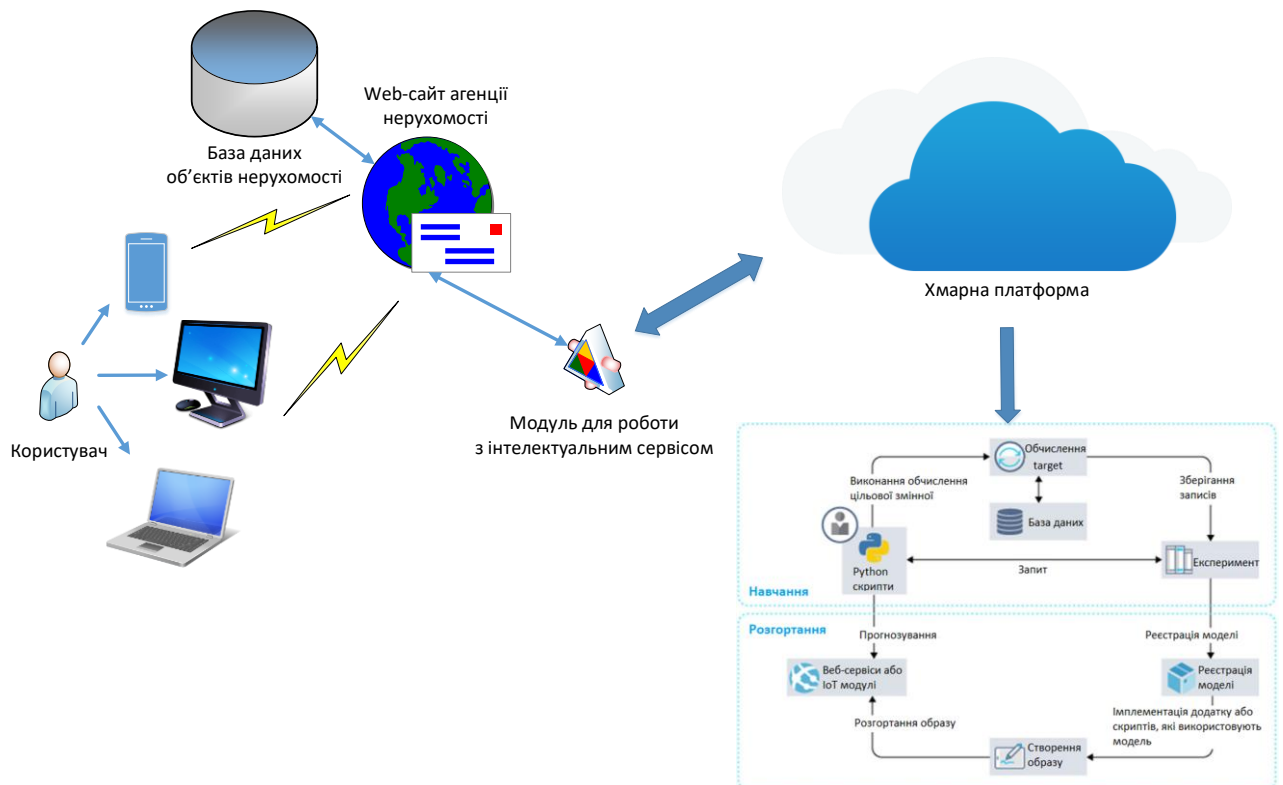 Web-сайт агенції
нерухомості
База даних
об’єктів нерухомості
Хмарна платформа
Користувач
Модуль для роботи
з інтелектуальним сервісом
Обчислення
target
Виконання обчислення
цільової змінної
Зберігання
записів
База даних
Python
скрипти
Запит
Експеримент
Навчання
Розгортання
Прогнозування
Реєстрація моделі
Веб-сервіси або
IoT модулі
Реєстрація
моделі
Розгортання образу
Імплементація додатку або
скриптів, які використовують
модель
Створення
образу